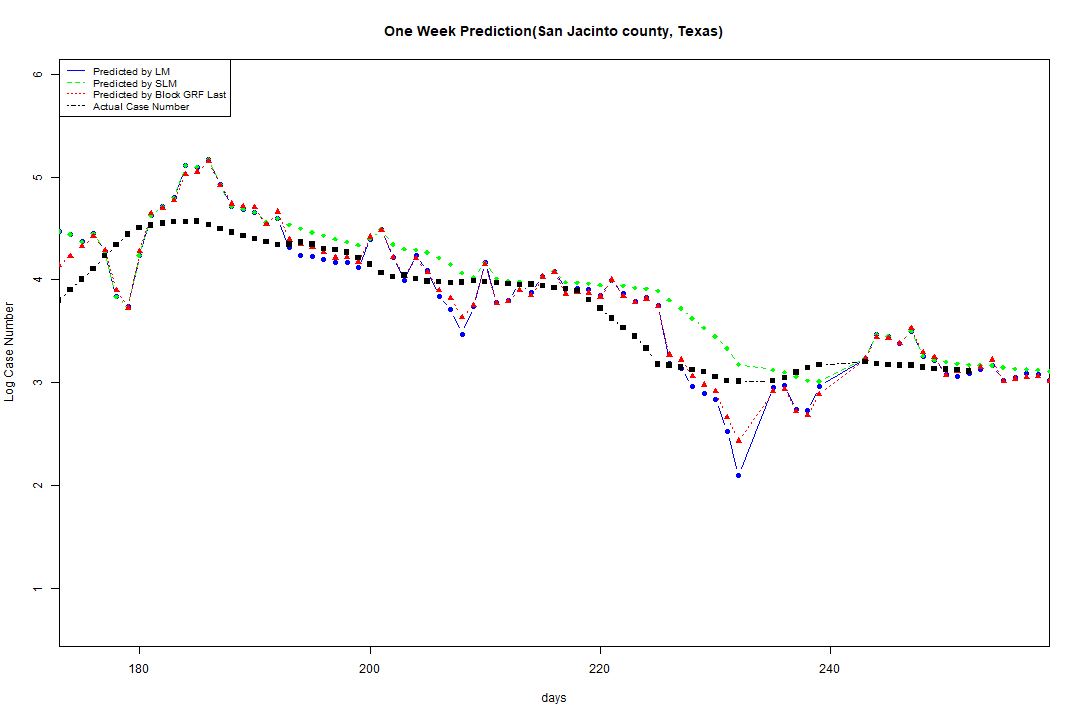 One Week Prediction(San Jacinto county, Texas)
Predicted by LM
Predicted by SLM
Predicted by Block GRF Last
Actual Case Number
Log Case Number
6
5
4
3
2
1
180 200 220 240
days